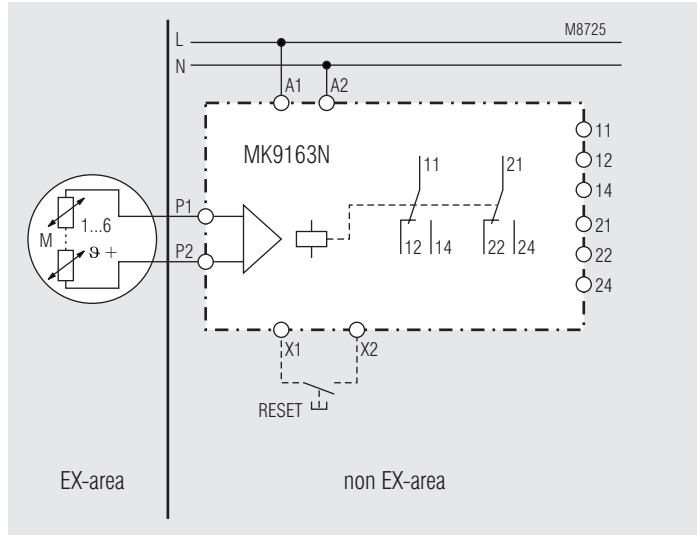 M8725
L
N
A1 A2
MK9163N
11 21
11
12
14
21
22
24
P1
P2
M 1...6
ϑ +
12 14 22 24
X1 X2
RESET
EX-area non EX-area